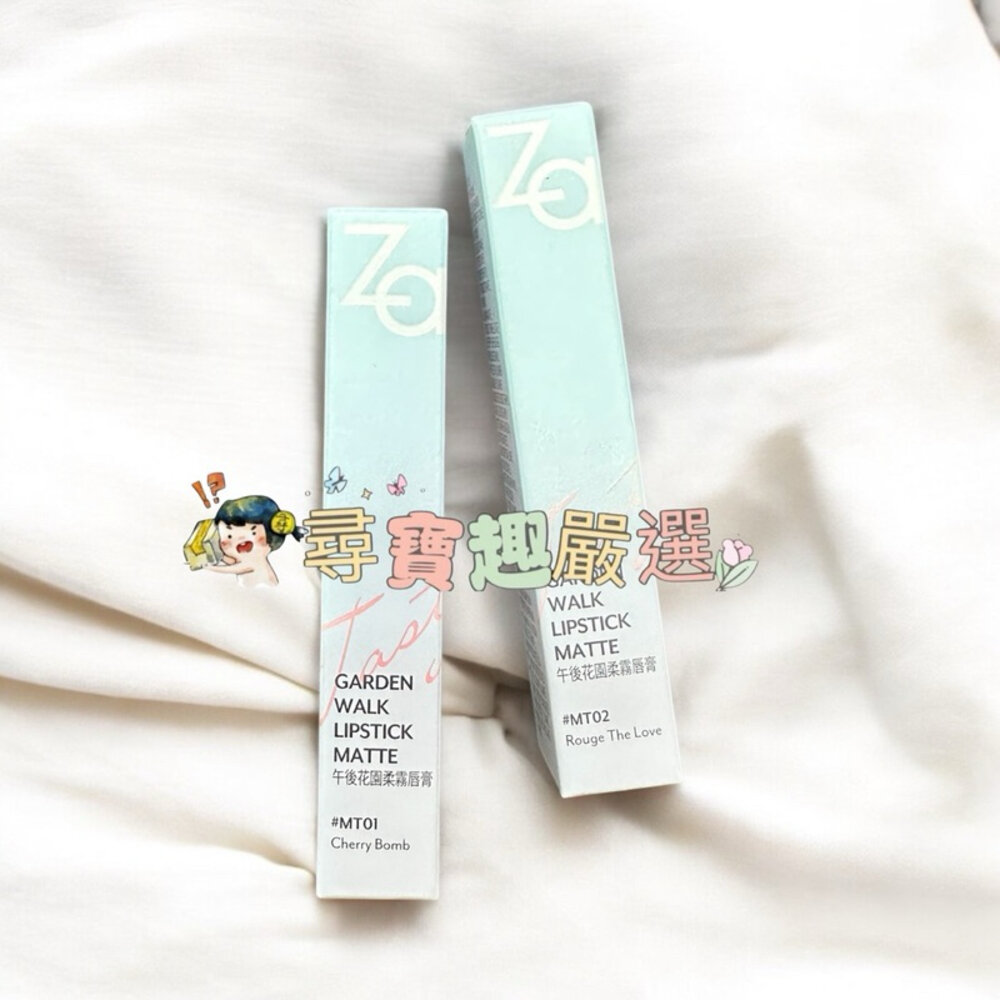 Za
GARDEN
WALK
LIPSTICK
MATTE
午後花園柔霧唇膏
#MT01
Cherry Bomb
Za
WALK
LIPSTICK
MATTE
午後花園柔霧唇膏
#MT02
Rouge The Love
!?
尋寶趣嚴選